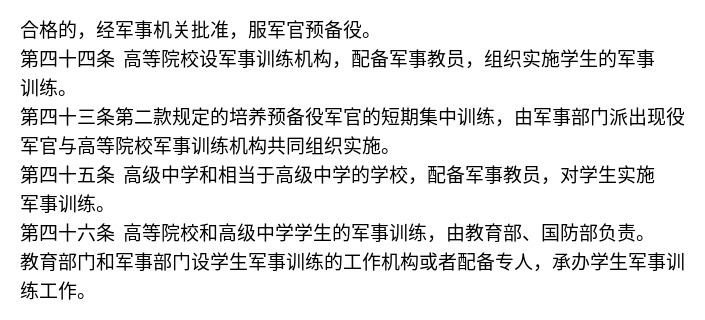 合格的，经军事机关批准，服军官预备役。
第四十四条 高等院校设军事训练机构，配备军事教员，组织实施学生的军事
训练。
第四十三条第二款规定的培养预备役军官的短期集中训练，由军事部门派出现役
军官与高等院校军事训练机构共同组织实施。
第四十五条 高级中学和相当于高级中学的学校，配备军事教员，对学生实施
军事训练。
第四十六条 高等院校和高级中学学生的军事训练，由教育部、国防部负责。
教育部门和军事部门设学生军事训练的工作机构或者配备专人，承办学生军事训
练工作。